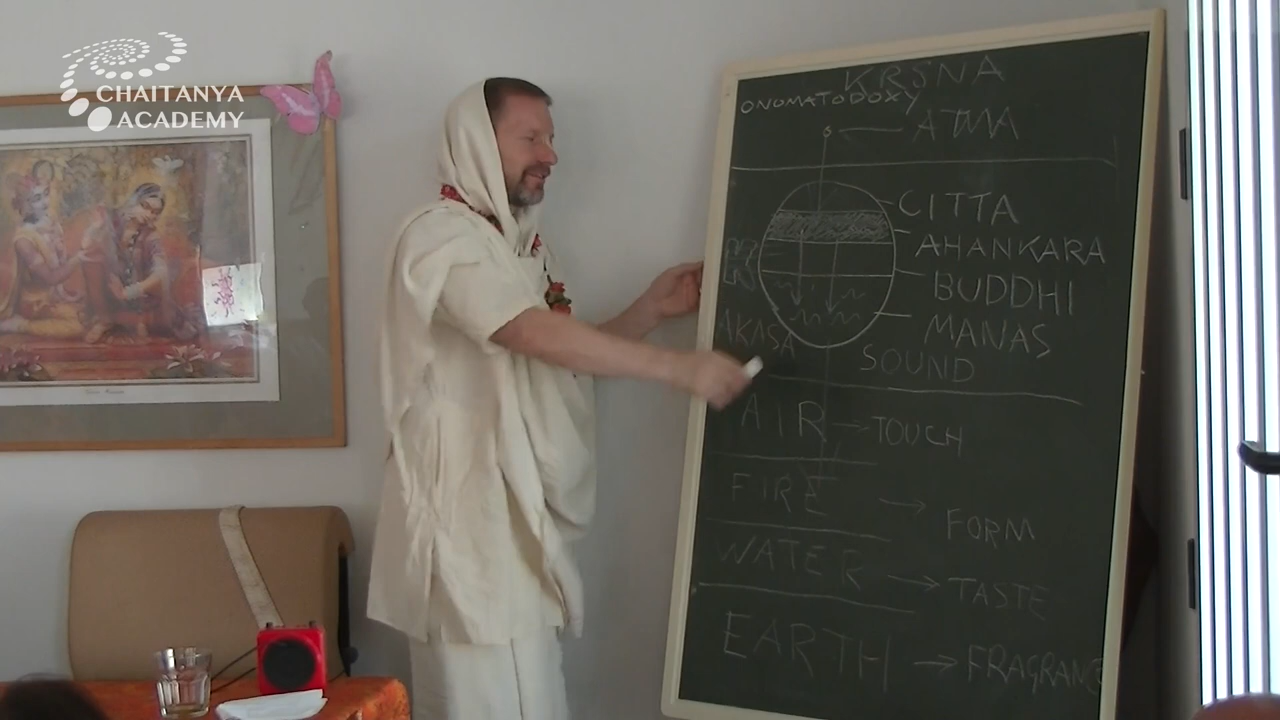 CHAITANYA
ACADEMY
KRSNA
ONOMATODOXY
ATMA
CITTA
AHANKARA
BUDDHI
MANAS
AKASA
SOUND
AIR → TOUCH
FIRE → FORM
WATER → TASTE
EARTH → FRAGRANC